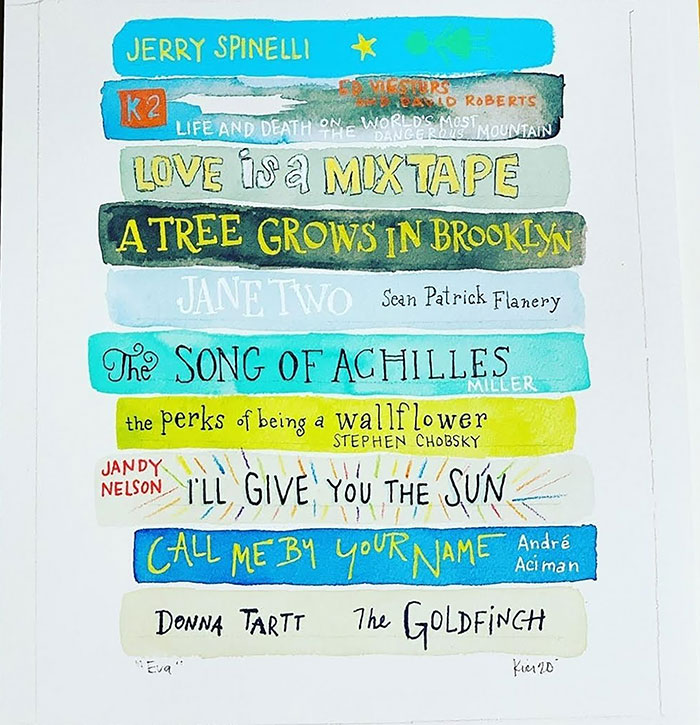 JERRY SPINELLI
K2
ED VIESTURS
AND DAVID ROBERTS
LIFE AND DEATH ON THE WORLD'S MOST
DANGEROUS MOUNTAIN
LOVE is a MIXTAPE
A TREE GROWS IN BROOKLYN
JANE TWO Sean Patrick Flanery
The SONG OF ACHILLES
MILLER
the perks of being a wallflower
STEPHEN CHOBSKY
JANDY
NELSON
I'LL GIVE YOU THE SUN
CALL ME BY YOUR NAME André
Aciman
DONNA TARTT The GOLDFINCH
"Eva"